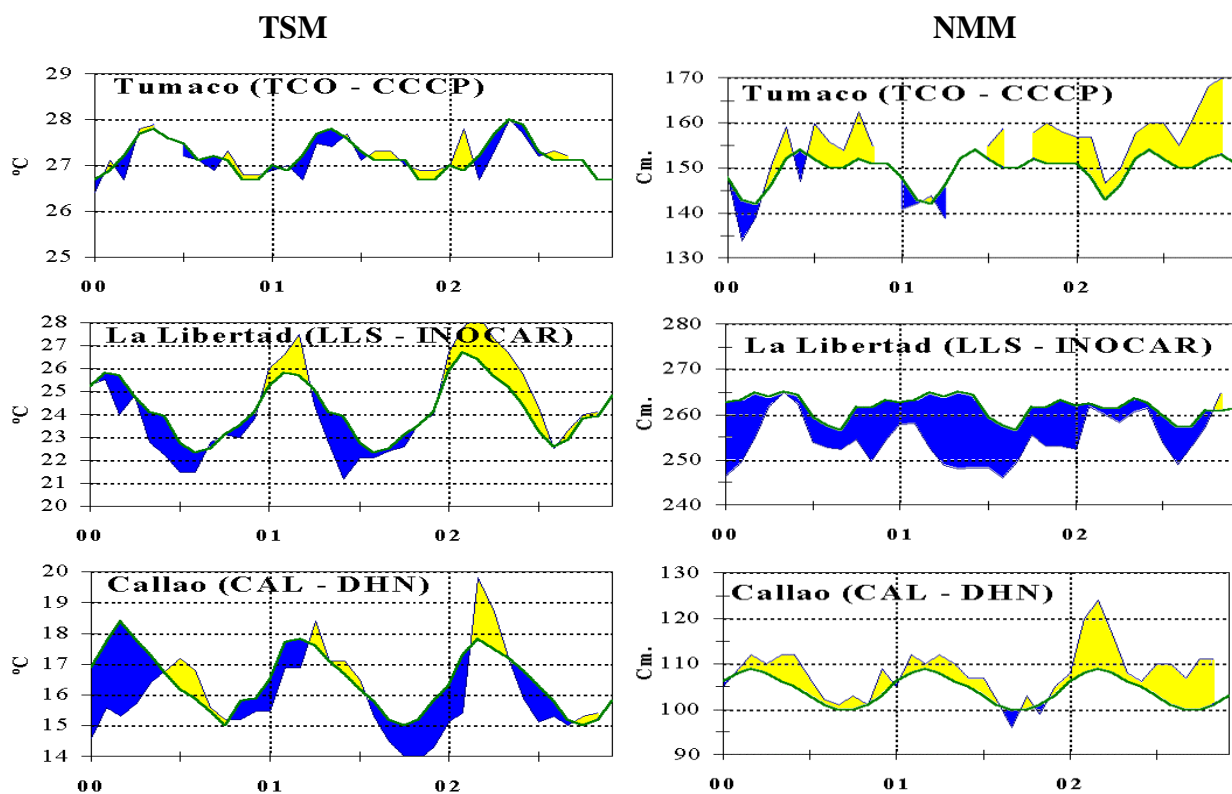 TSM
NMM
Tumaco (TCO - CCCP)
ºC
29
28
27
26
25
00 01 02
Tumaco (TCO - CCCP)
Cm.
170
160
150
140
130
00 01 02
La Libertad (LLS - INOCAR)
ºC
28
27
26
25
24
23
22
21
20
00 01 02
La Libertad (LLS - INOCAR)
Cm.
280
270
260
250
240
00 01 02
Callao (CAL - DHN)
ºC
20
19
18
17
16
15
14
00 01 02
Callao (CAL - DHN)
Cm.
130
120
110
100
90
00 01 02